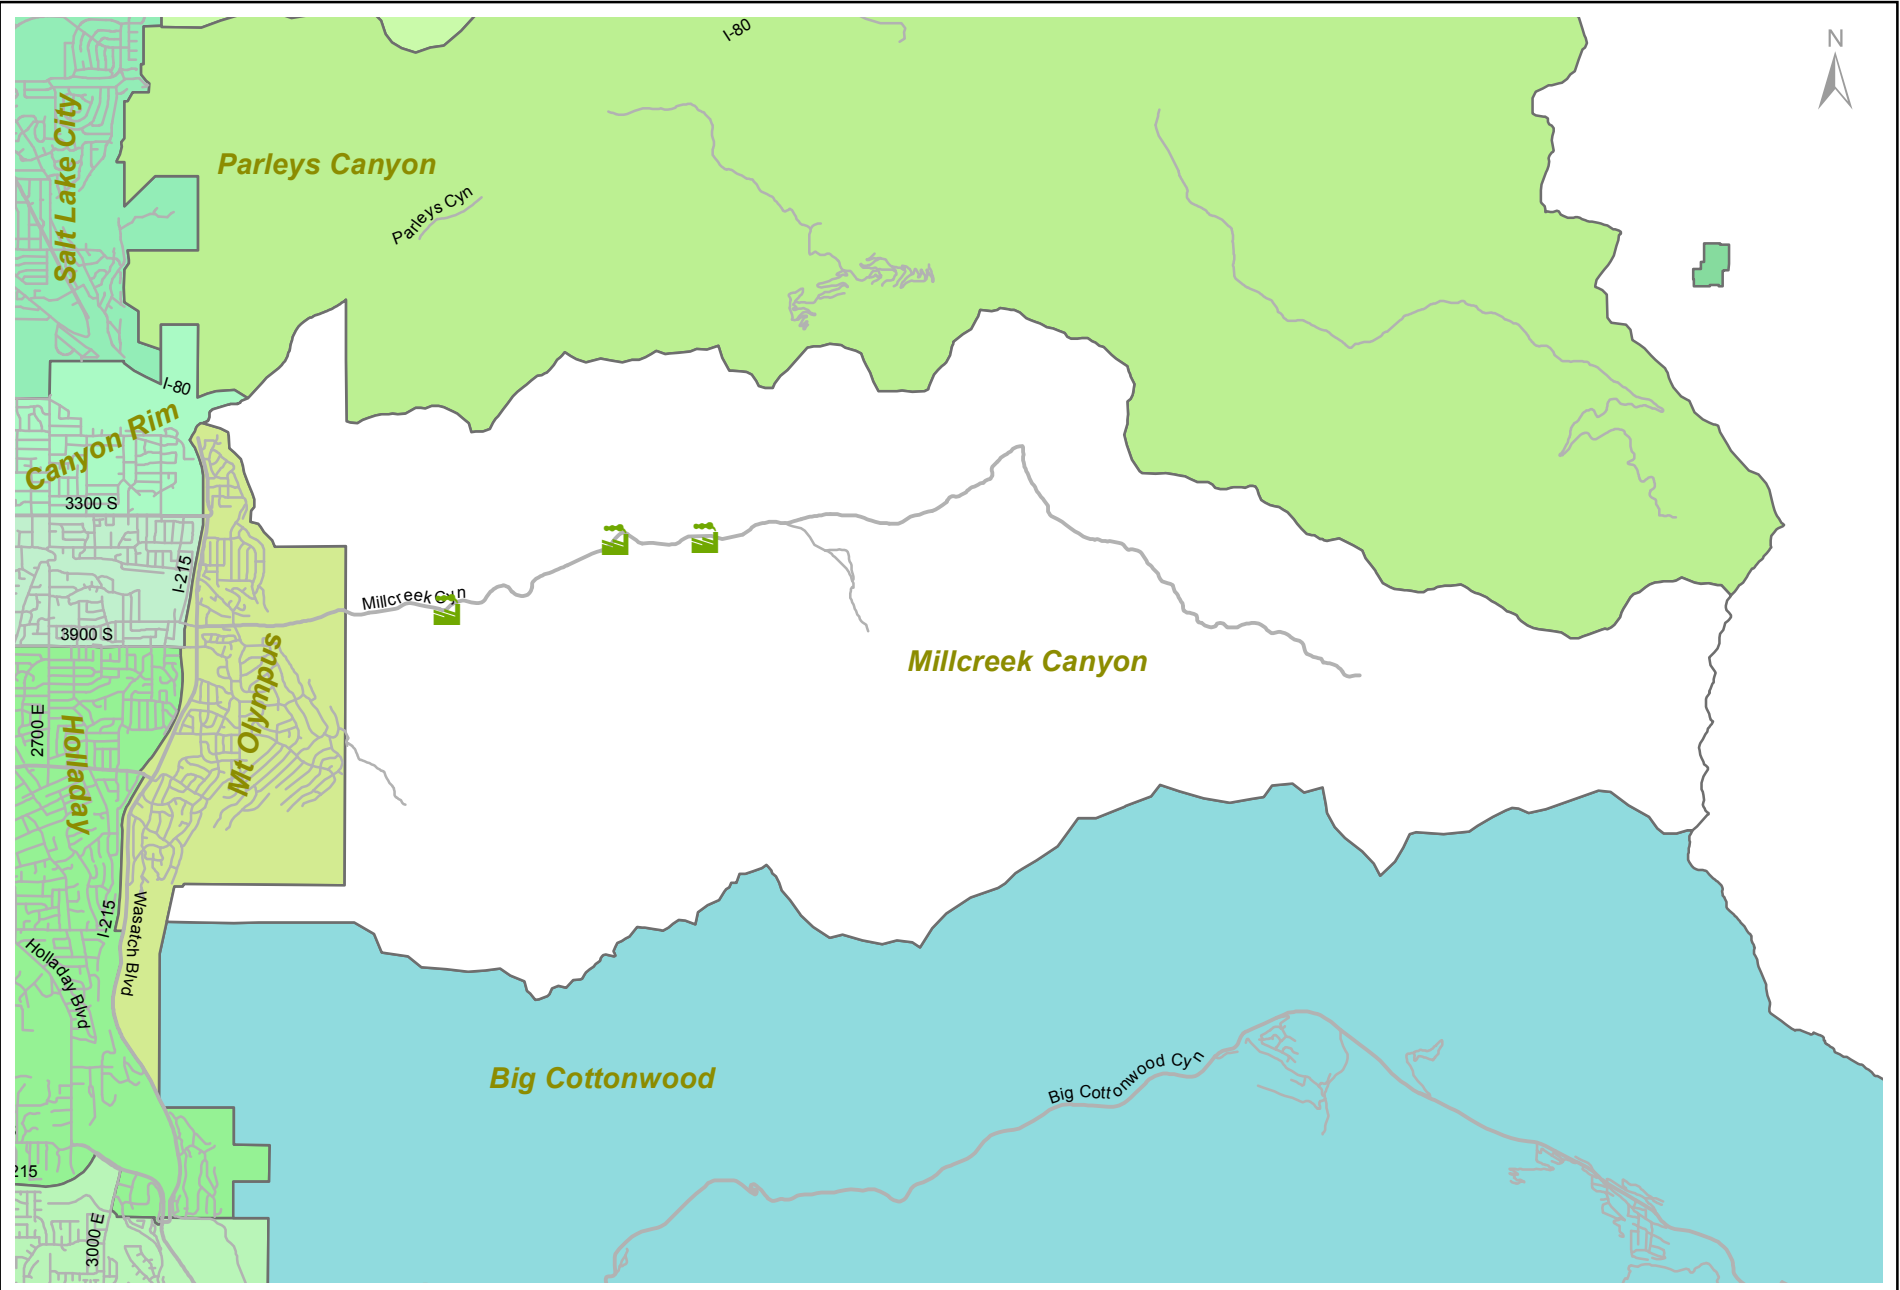 I-80
N
Salt Lake City
Parleys Canyon
Parleys Cyn
I-80
Canyon Rim
3300 S
I-215
Millcreek Cyn
3900 S
Mt Olympus
Millcreek Canyon
2700 E
Holladay
I-215
Wasatch Blvd
Holladay Blvd
Big Cottonwood
Big Cottonwood Cyn
215
3000 E